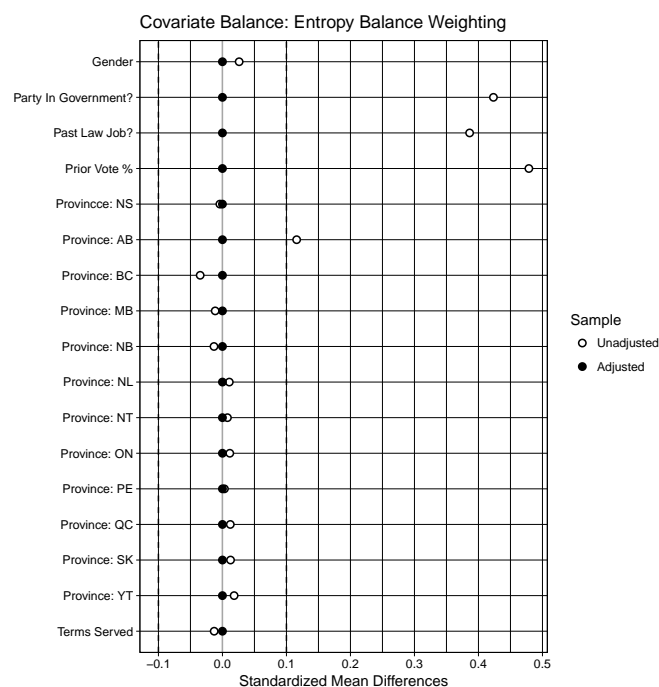 Covariate Balance: Entropy Balance Weighting
Gender
Party In Government?
Past Law Job?
Prior Vote %
Provincce: NS
Province: AB
Province: BC
Province: MB
Province: NB
Province: NL
Province: NT
Province: ON
Province: PE
Province: QC
Province: SK
Province: YT
Terms Served
−0.1 0.0 0.1 0.2 0.3 0.4 0.5
Standardized Mean Differences
Sample
Unadjusted
Adjusted